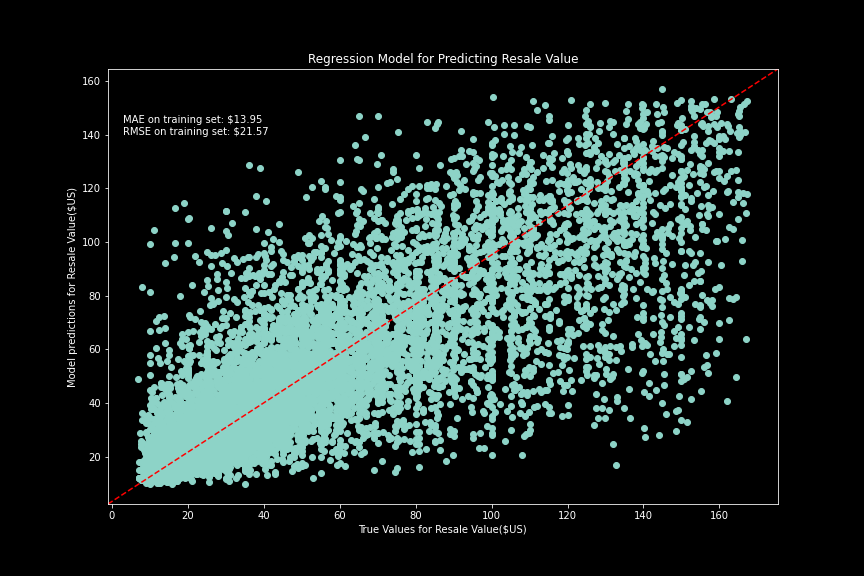 Regression Model for Predicting Resale Value
MAE on training set: $13.95
RMSE on training set: $21.57
Model predictions for Resale Value($US)
160
140
120
100
80
60
40
20
0 20 40 60 80 100 120 140 160
True Values for Resale Value($US)